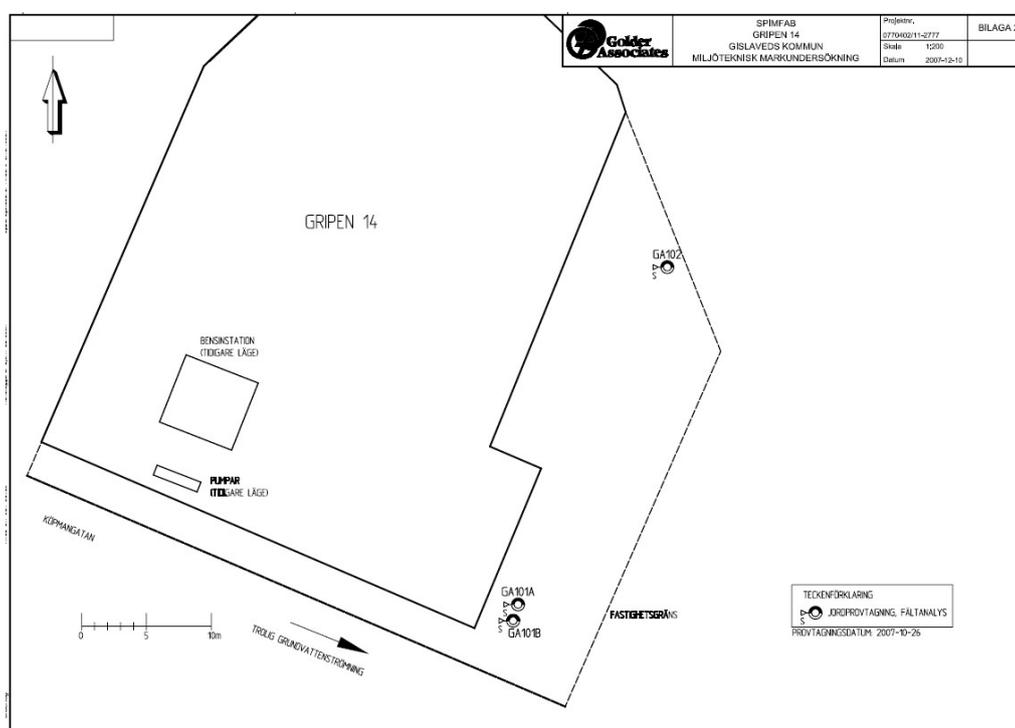 Golder
Associates
SPIMFAB
GRIPEN 14
GISLAVEDS KOMMUN
MILJÖTEKNISK MARKUNDERSÖKNING
Projektnr.
0770402/11-2777
Skala 1:200
Datum 2007-12-10
BILAGA
GRIPEN 14
GA102
S
BENSINSTATION
(TIDIGARE LÄGE)
PUMPAR
(TIDIGARE LÄGE)
KÖPMANGATAN
GA101A
S
GA101B
S
FASTIGHETSGRÄNS
0 5 10m
TROLIG GRUNDVATTENSTRÖMNING
TECKENFÖRKLARING
S JORDPROVTAGNING, FÄLTANALYS
PROVTAGNINGSDATUM: 2007-10-26